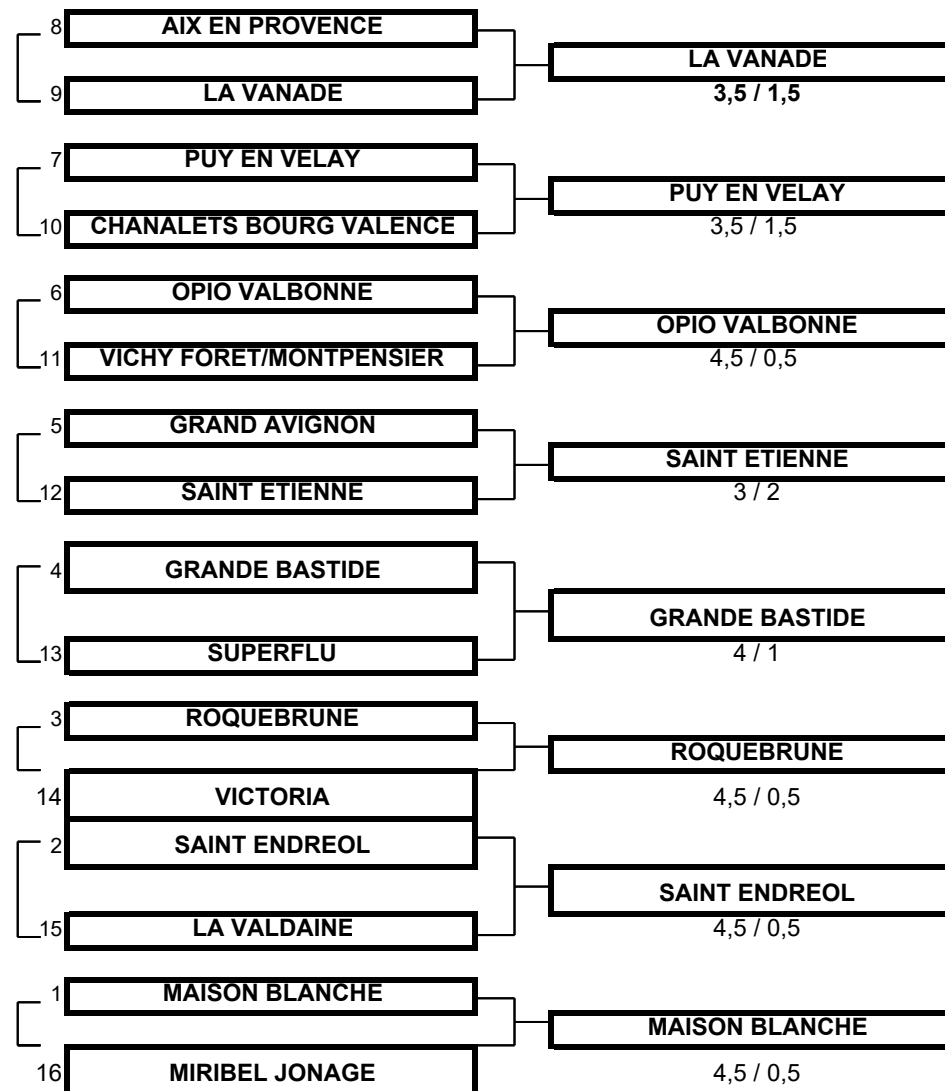 8 AIX EN PROVENCE
LA VANADE
9 LA VANADE
3,5 / 1,5
7 PUY EN VELAY
PUY EN VELAY
10 CHANALETS BOURG VALENCE
3,5 / 1,5
6 OPIO VALBONNE
OPIO VALBONNE
11 VICHY FORET/MONTPENSIER
4,5 / 0,5
5 GRAND AVIGNON
SAINT ETIENNE
12 SAINT ETIENNE
3 / 2
4 GRANDE BASTIDE
GRANDE BASTIDE
13 SUPERFLU
4 / 1
3 ROQUEBRUNE
ROQUEBRUNE
14 VICTORIA
4,5 / 0,5
2 SAINT ENDREOL
SAINT ENDREOL
15 LA VALDAINE
4,5 / 0,5
1 MAISON BLANCHE
MAISON BLANCHE
16 MIRIBEL JONAGE
4,5 / 0,5